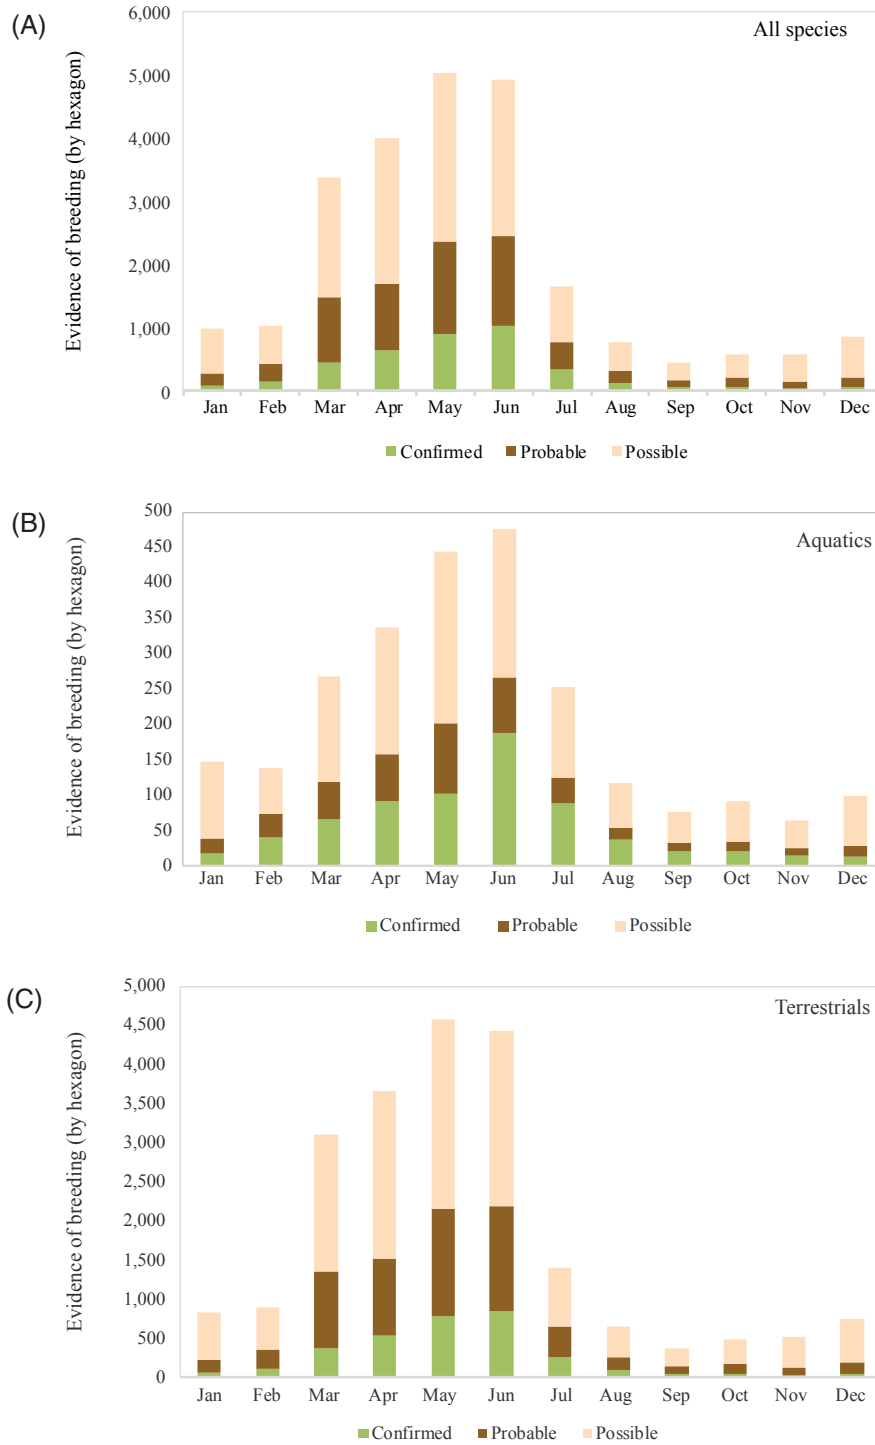 (A)
All species
Evidence of breeding (by hexagon)
6,000
5,000
4,000
3,000
2,000
1,000
0
Jan Feb Mar Apr May Jun Jul Aug Sep Oct Nov Dec
Confirmed Probable Possible
(B)
Aquatics
Evidence of breeding (by hexagon)
500
450
400
350
300
250
200
150
100
50
0
Jan Feb Mar Apr May Jun Jul Aug Sep Oct Nov Dec
Confirmed Probable Possible
(C)
Terrestrials
Evidence of breeding (by hexagon)
5,000
4,500
4,000
3,500
3,000
2,500
2,000
1,500
1,000
500
0
Jan Feb Mar Apr May Jun Jul Aug Sep Oct Nov Dec
Confirmed Probable Possible